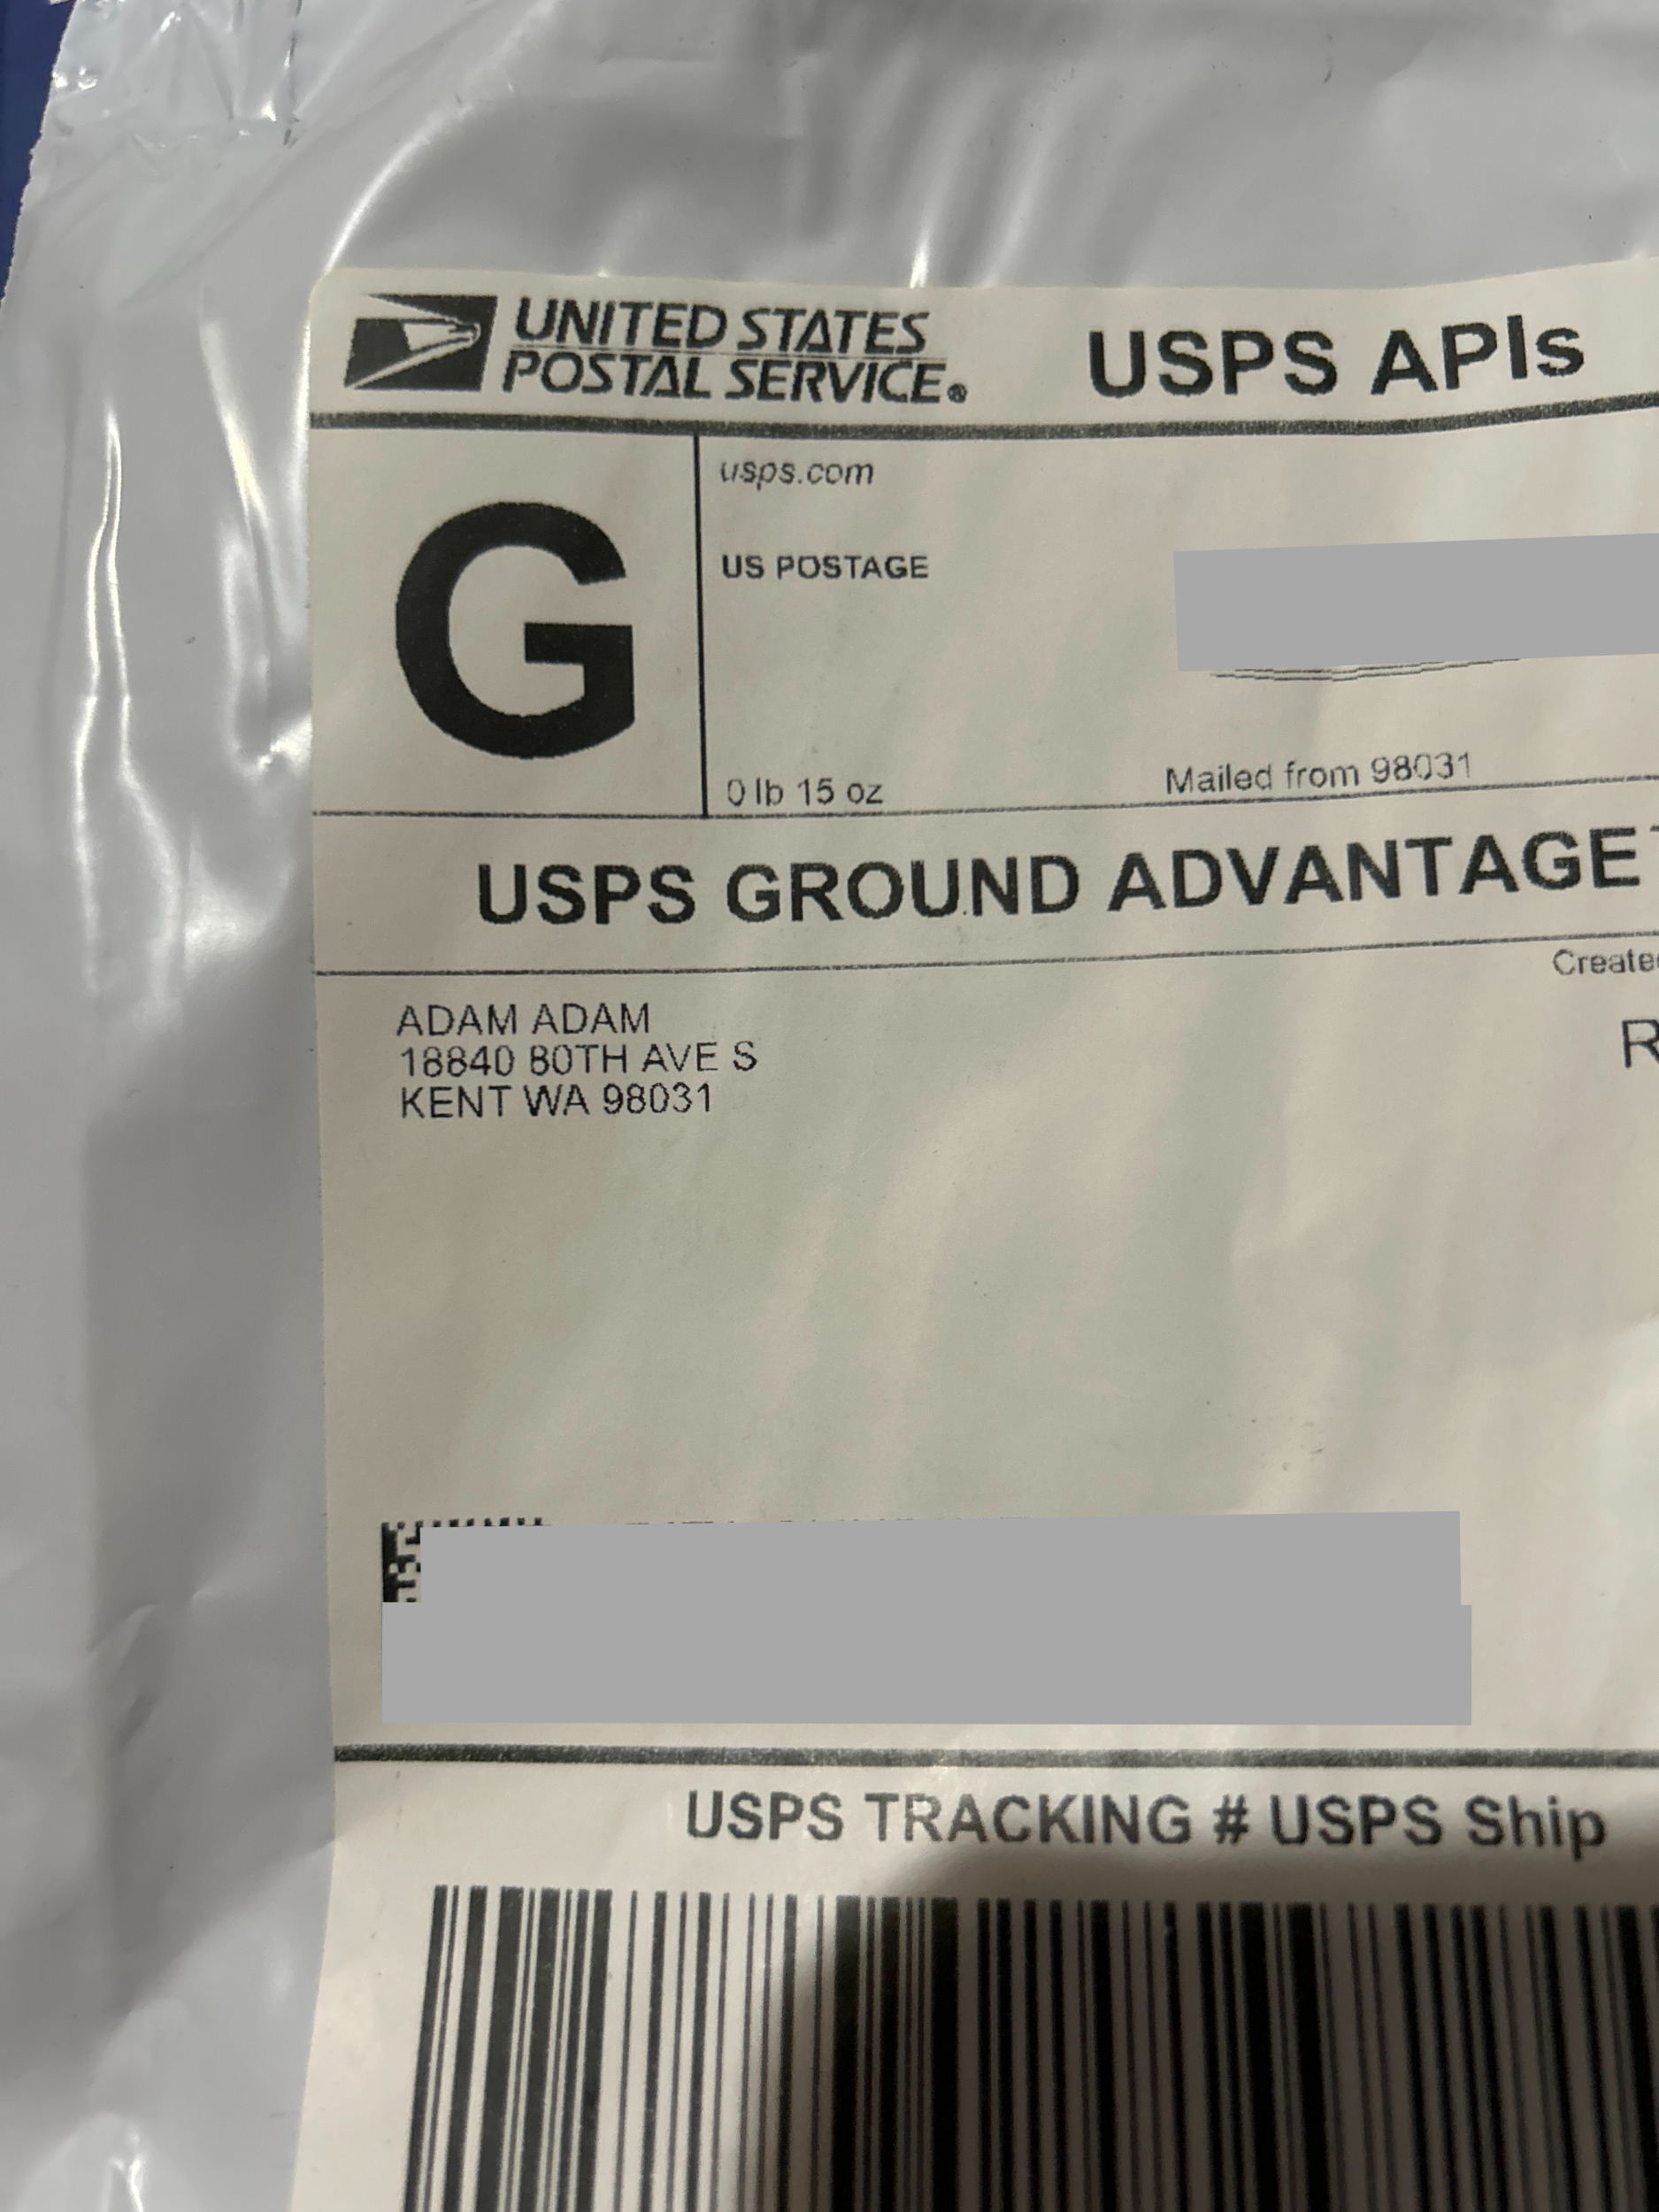 UNITED STATES
POSTAL SERVICE®
USPS APIs
G
usps.com
US POSTAGE
0 lb 15 oz
Mailed from 98031
USPS GROUND ADVANTAGE
Created
R
ADAM ADAM
18840 80TH AVE S
KENT WA 98031
USPS TRACKING # USPS Ship